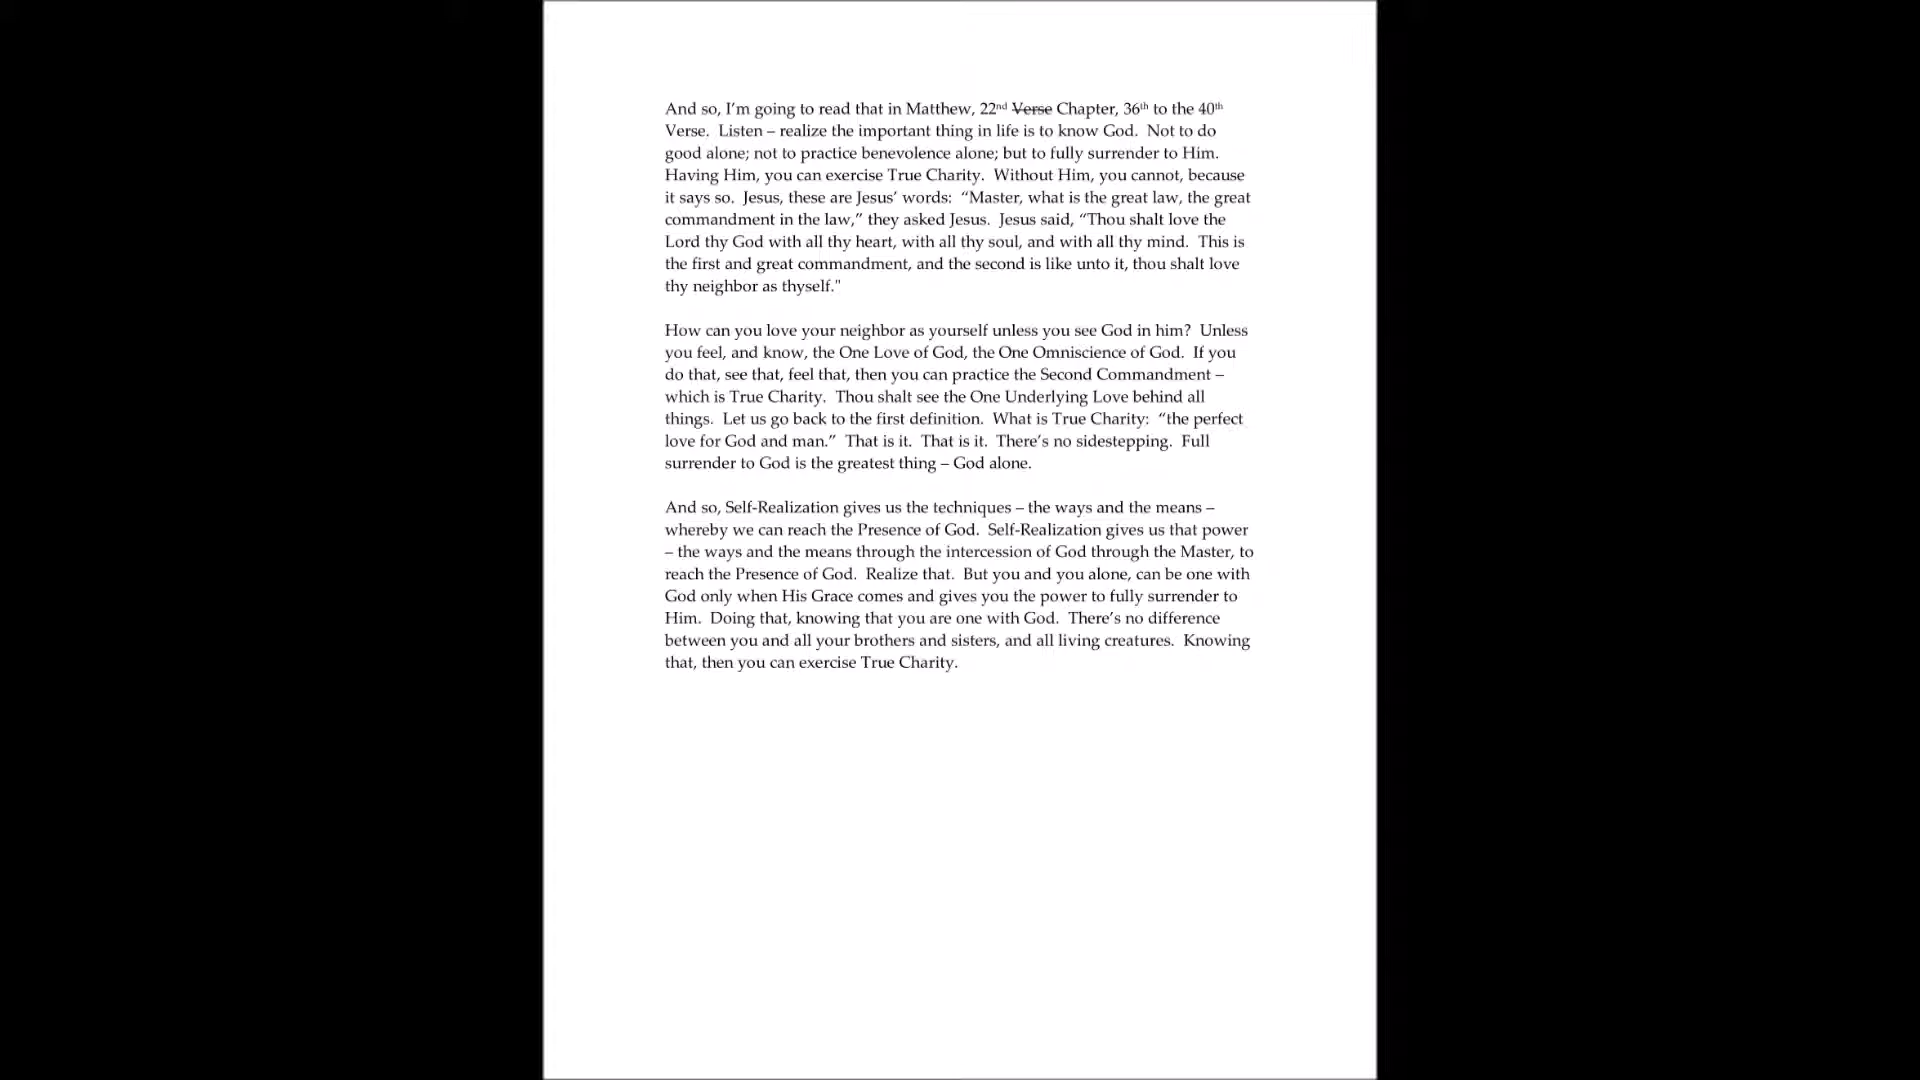 And so, I’m going to read that in Matthew, 22nd Verse Chapter, 36th to the 40th
Verse.  Listen – realize the important thing in life is to know God.  Not to do
good alone; not to practice benevolence alone; but to fully surrender to Him.
Having Him, you can exercise True Charity.  Without Him, you cannot, because
it says so.  Jesus, these are Jesus’ words:  “Master, what is the great law, the great
commandment in the law,” they asked Jesus.  Jesus said, “Thou shalt love the
Lord thy God with all thy heart, with all thy soul, and with all thy mind.  This is
the first and great commandment, and the second is like unto it, thou shalt love
thy neighbor as thyself."
How can you love your neighbor as yourself unless you see God in him?  Unless
you feel, and know, the One Love of God, the One Omniscience of God.  If you
do that, see that, feel that, then you can practice the Second Commandment –
which is True Charity.  Thou shalt see the One Underlying Love behind all
things.  Let us go back to the first definition.  What is True Charity:  “the perfect
love for God and man.”  That is it.  That is it.  There’s no sidestepping.  Full
surrender to God is the greatest thing – God alone.
And so, Self-Realization gives us the techniques – the ways and the means –
whereby we can reach the Presence of God.  Self-Realization gives us that power
– the ways and the means through the intercession of God through the Master, to
reach the Presence of God.  Realize that.  But you and you alone, can be one with
God only when His Grace comes and gives you the power to fully surrender to
Him.  Doing that, knowing that you are one with God.  There’s no difference
between you and all your brothers and sisters, and all living creatures.  Knowing
that, then you can exercise True Charity.